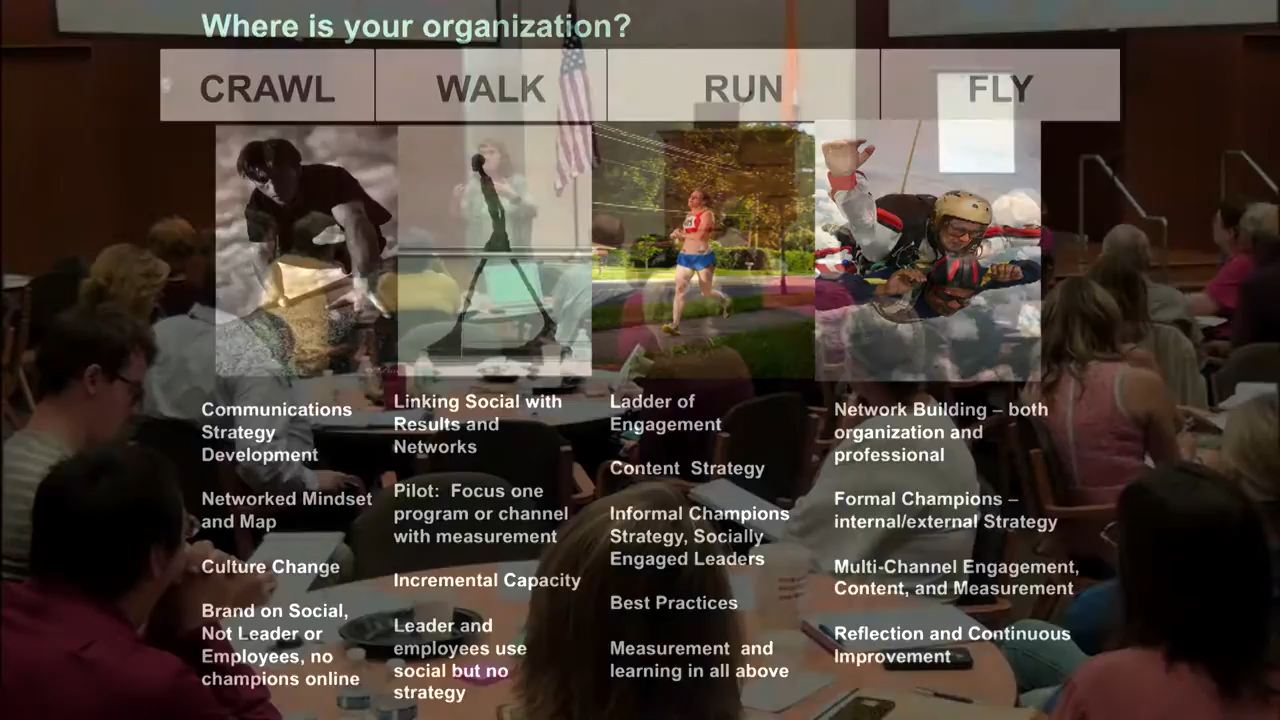 Where is your organization?
CRAWL
WALK
RUN
FLY
Communications
Strategy
Development
Networked Mindset
and Map
Culture Change
Brand on Social,
Not Leader or
Employees, no
champions online
Linking Social with
Results and
Networks
Pilot: Focus one
program or channel
with measurement
Incremental Capacity
Leader and
employees use
social but no
strategy
Ladder of
Engagement
Content Strategy
Informal Champions
Strategy, Socially
Engaged Leaders
Best Practices
Measurement and
learning in all above
Network Building – both
organization and
professional
Formal Champions –
internal/external Strategy
Multi-Channel Engagement,
Content, and Measurement
Reflection and Continuous
Improvement